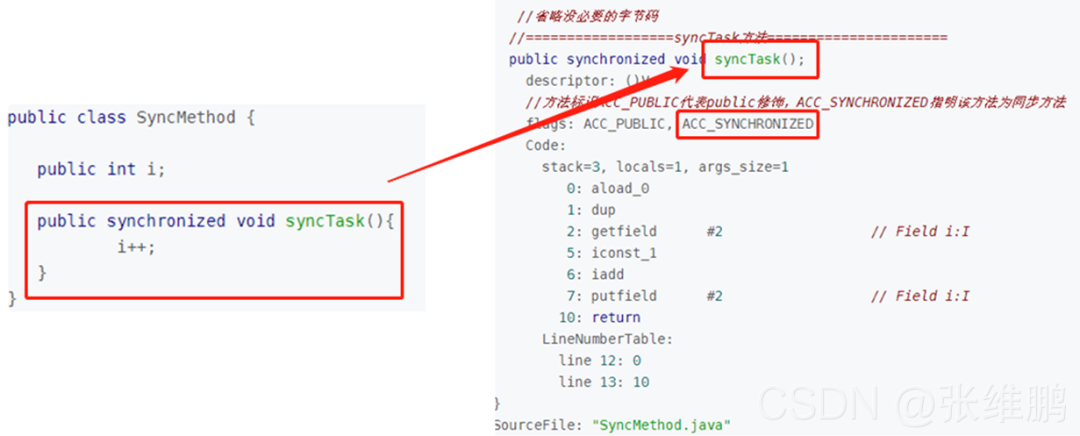 public class SyncMethod {
public int i;
public synchronized void syncTask(){
i++;
}
}
//省略没必要的字节码
//==================syncTask方法======================
public synchronized void syncTask();
descriptor: ()V
//方法标识ACC_PUBLIC代表public修饰，ACC_SYNCHRONIZED指明该方法为同步方法
flags: ACC_PUBLIC, ACC_SYNCHRONIZED
Code:
stack=3, locals=1, args_size=1
0: aload_0
1: dup
2: getfield #2 // Field i:I
5: iconst_1
6: iadd
7: putfield #2 // Field i:I
10: return
LineNumberTable:
line 12: 0
line 13: 10
}
SourceFile: "SyncMethod.java"
CSDN @张维鹏